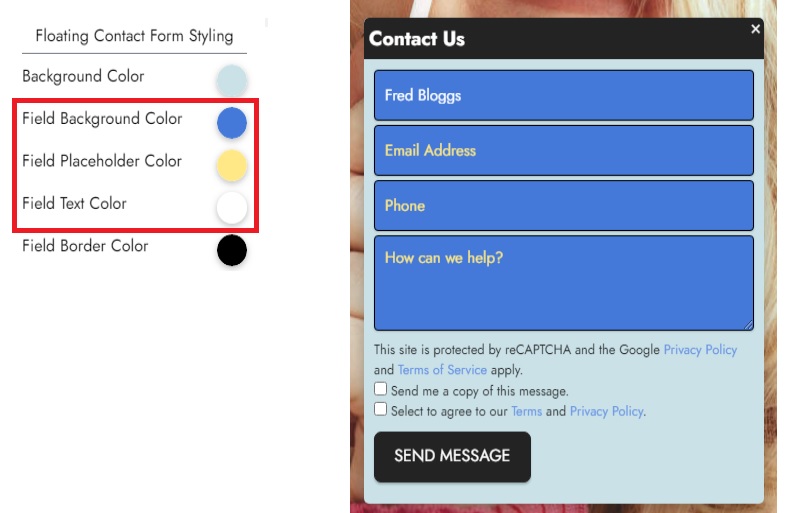 Floating Contact Form Styling
Background Color
Field Background Color
Field Placeholder Color
Field Text Color
Field Border Color
Contact Us
×
Fred Bloggs
Email Address
Phone
How can we help?
This site is protected by reCAPTCHA and the Google Privacy Policy
and Terms of Service apply.
Send me a copy of this message.
Select to agree to our Terms and Privacy Policy.
SEND MESSAGE